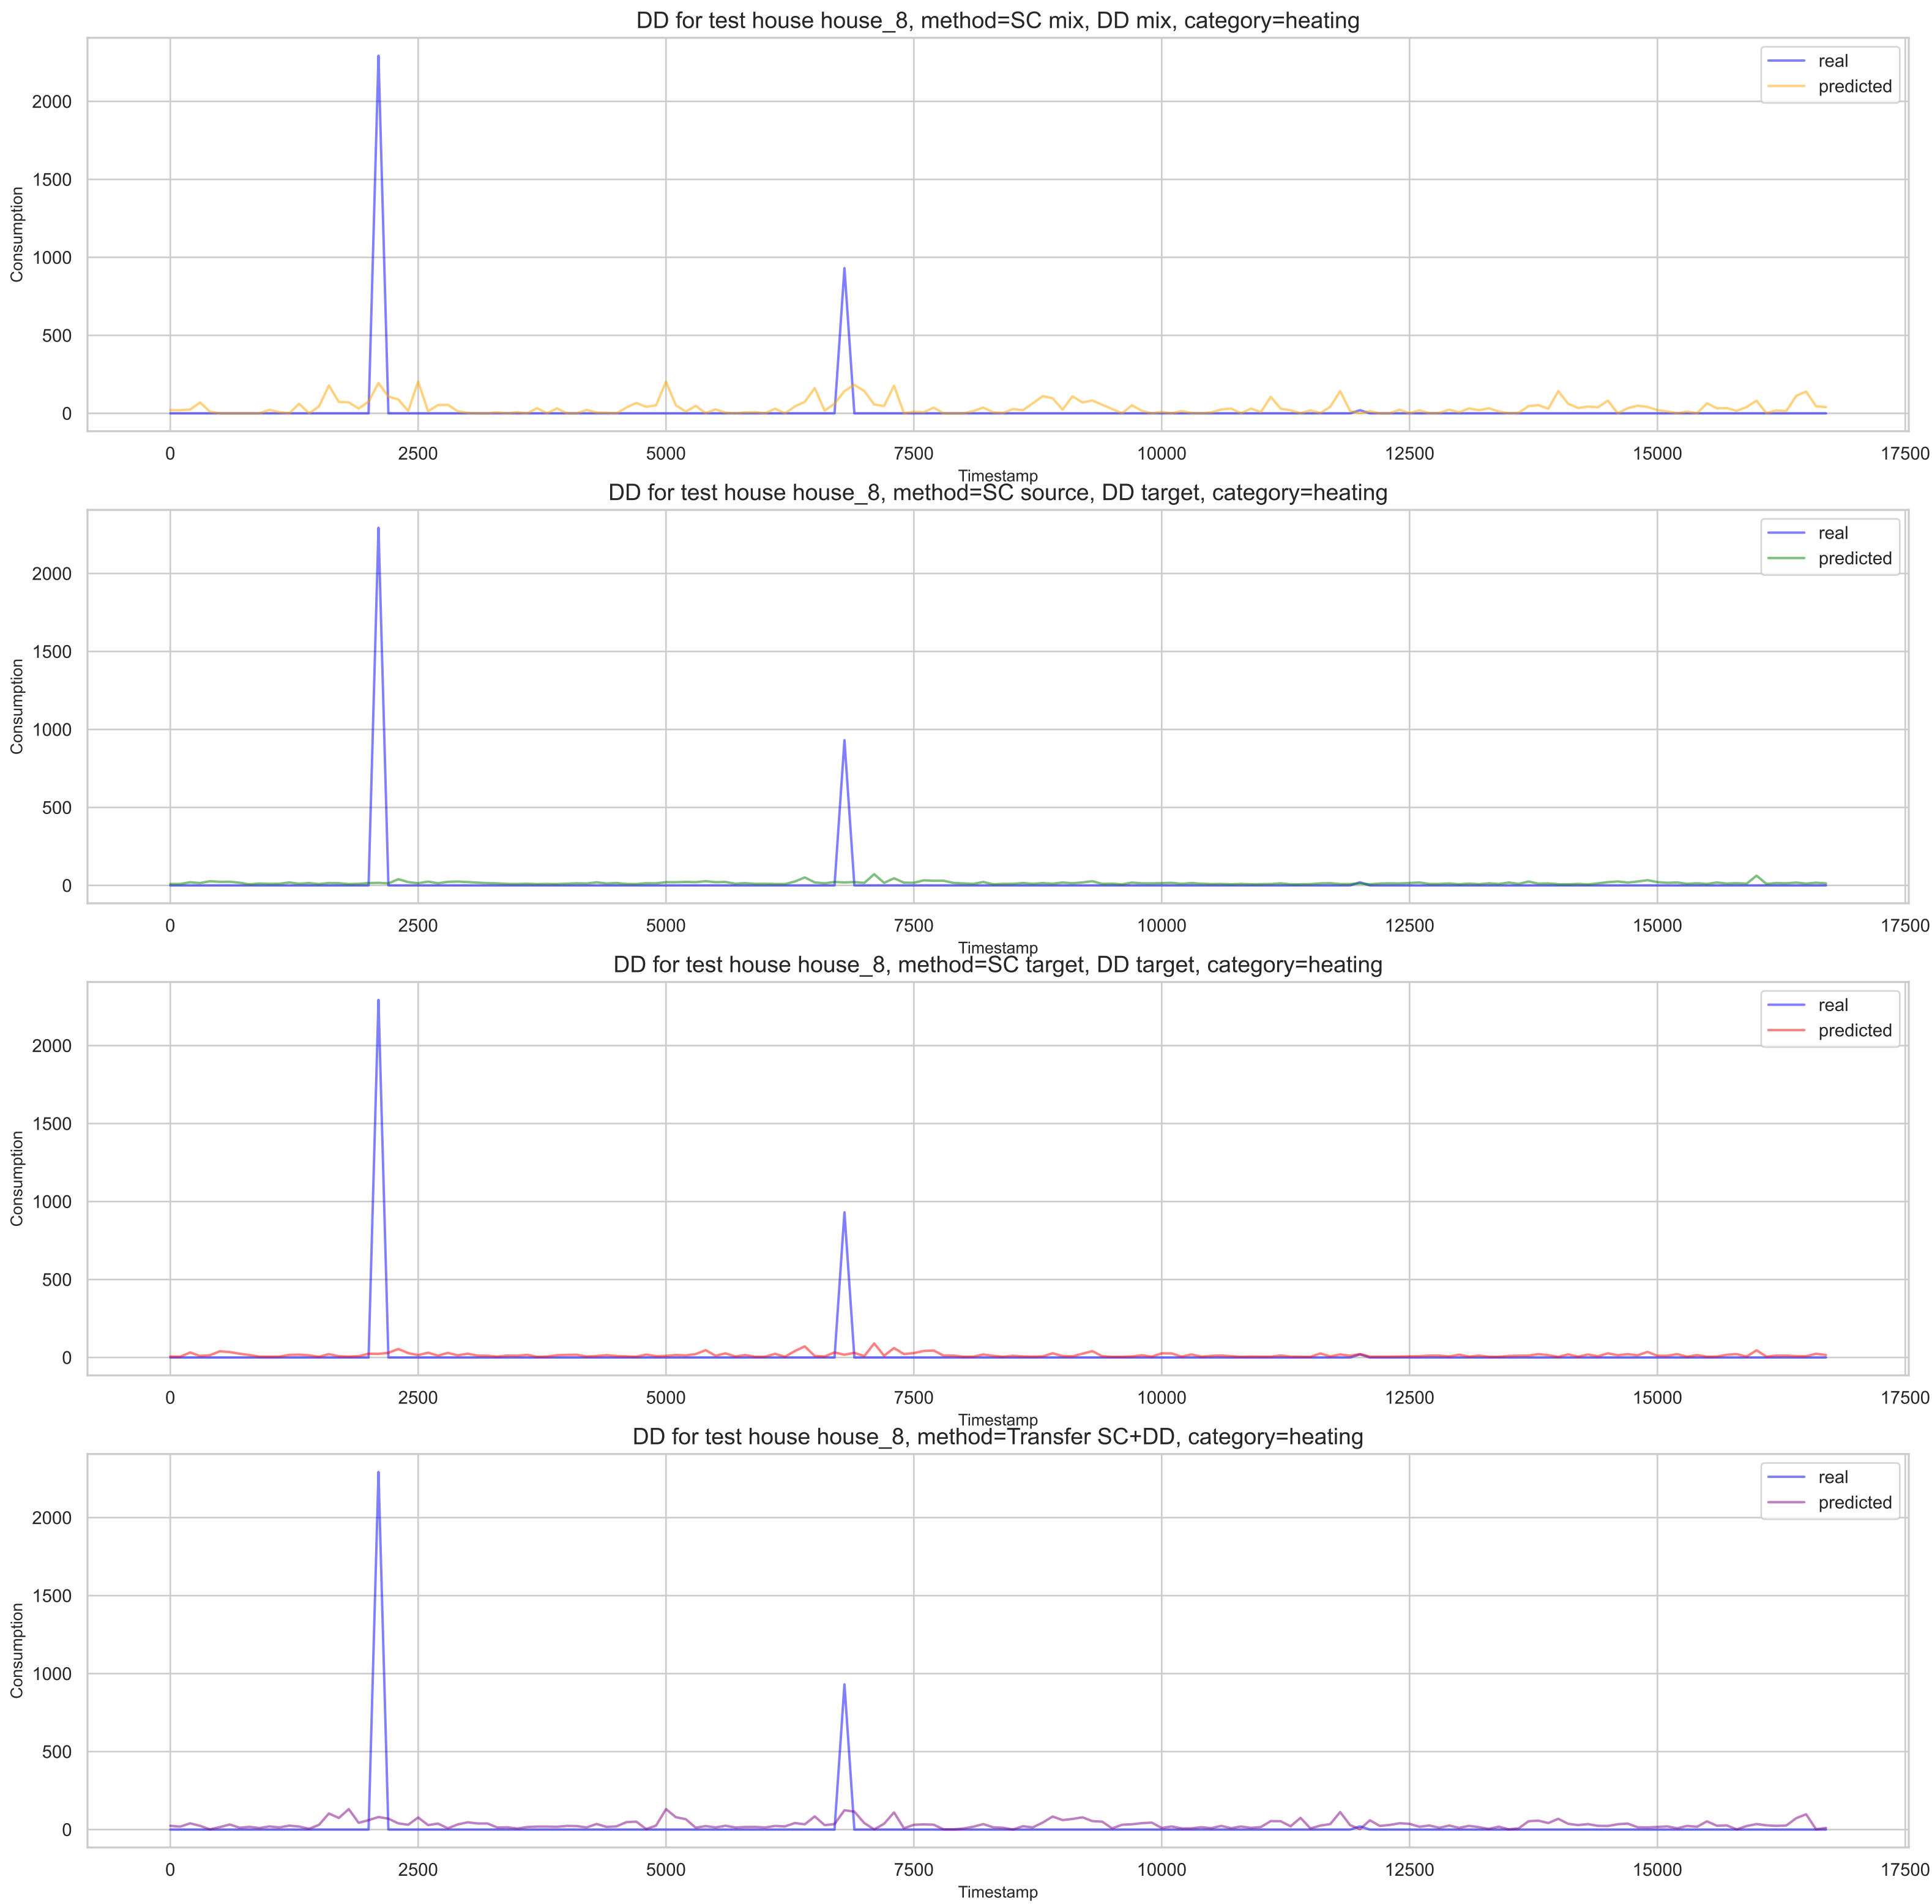 DD for test house house_8, method=SC mix, DD mix, category=heating
real
predicted
2000
1500
1000
500
0
Consumption
0 2500 5000 7500 10000 12500 15000 17500
Timestamp
DD for test house house_8, method=SC source, DD target, category=heating
real
predicted
2000
1500
1000
500
0
Consumption
0 2500 5000 7500 10000 12500 15000 17500
Timestamp
DD for test house house_8, method=SC target, DD target, category=heating
real
predicted
2000
1500
1000
500
0
Consumption
0 2500 5000 7500 10000 12500 15000 17500
Timestamp
DD for test house house_8, method=Transfer SC+DD, category=heating
real
predicted
2000
1500
1000
500
0
Consumption
0 2500 5000 7500 10000 12500 15000 17500
Timestamp